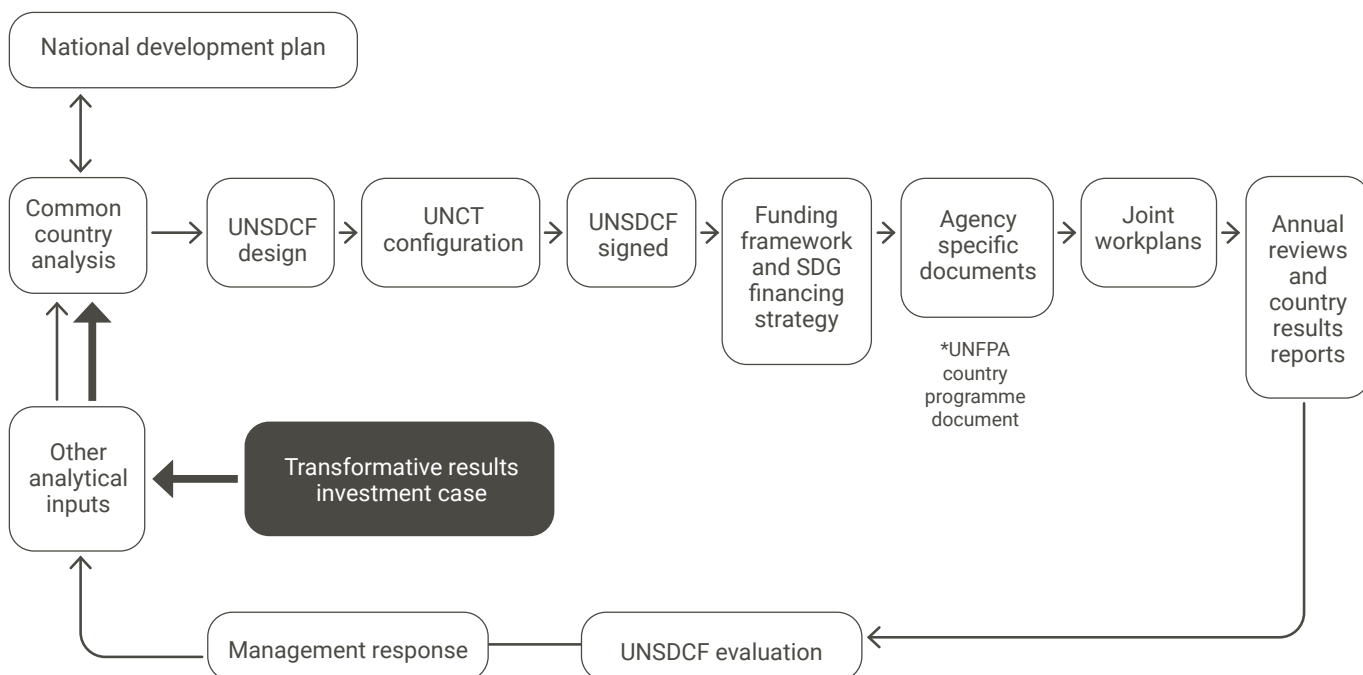 National development plan
Common
country
analysis
UNSDCF
design
UNCT
configuration
UNSDCF
signed
Funding
framework
and SDG
financing
strategy
Agency
specific
documents
*UNFPA
country
programme
document
Joint
workplans
Annual
reviews
and
country
results
reports
Other
analytical
inputs
Transformative results
investment case
Management response
UNSDCF evaluation